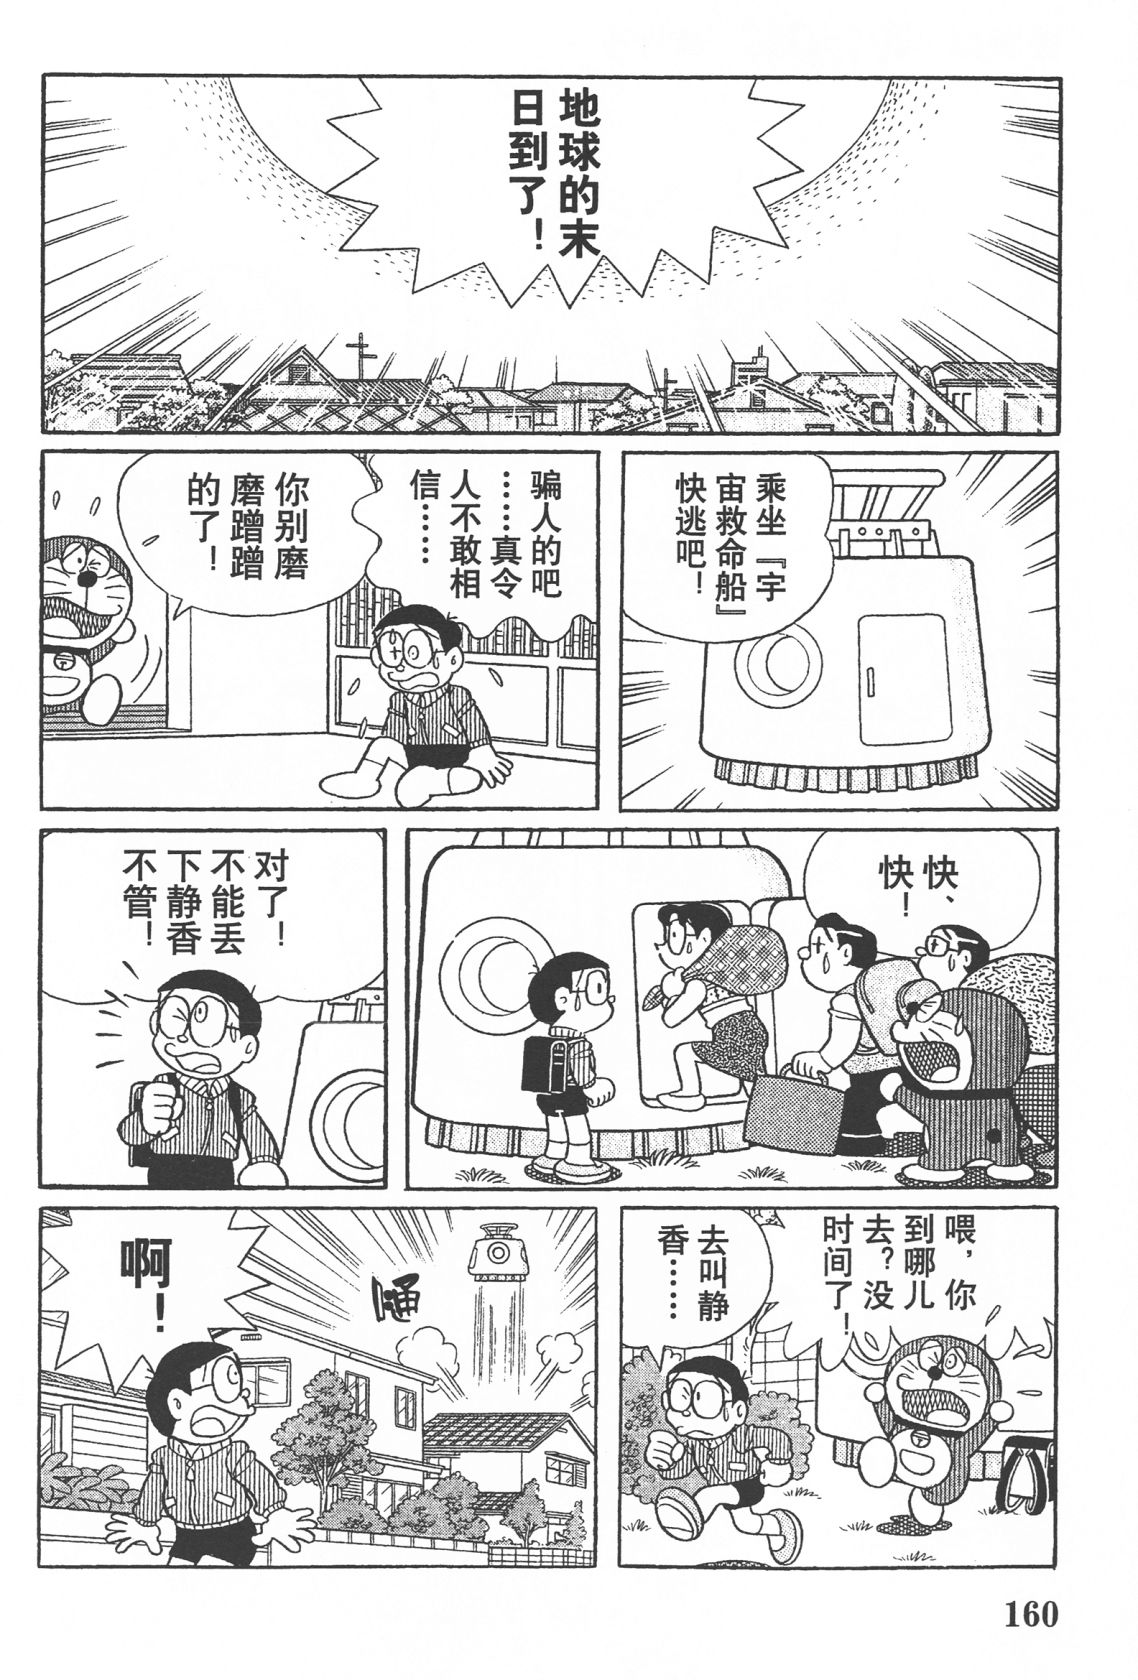 地球的末
日到了！
乘坐『宇
宙救命船』
快逃吧！
骗人的吧
……真令
人不敢相
信……
你别磨
磨蹭蹭
的了！
快、
快！
对了！
不能丢
下静香
不管！
喂，你
到哪儿
去？没
时间了！
去叫静
香……
嗵
啊！
160